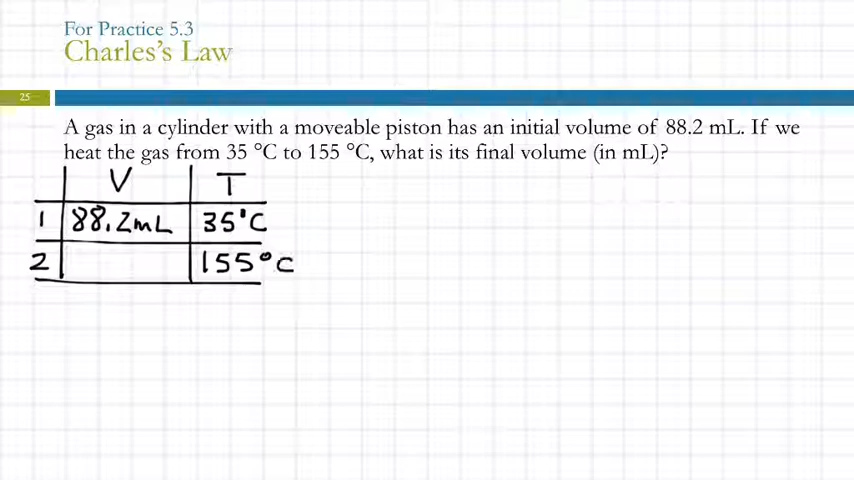 For Practice 5.3
Charles's Law
25
A gas in a cylinder with a moveable piston has an initial volume of 88.2 mL. If we
heat the gas from 35 °C to 155 °C, what is its final volume (in mL)?
V T
1 88.2mL 35°C
2 155°C